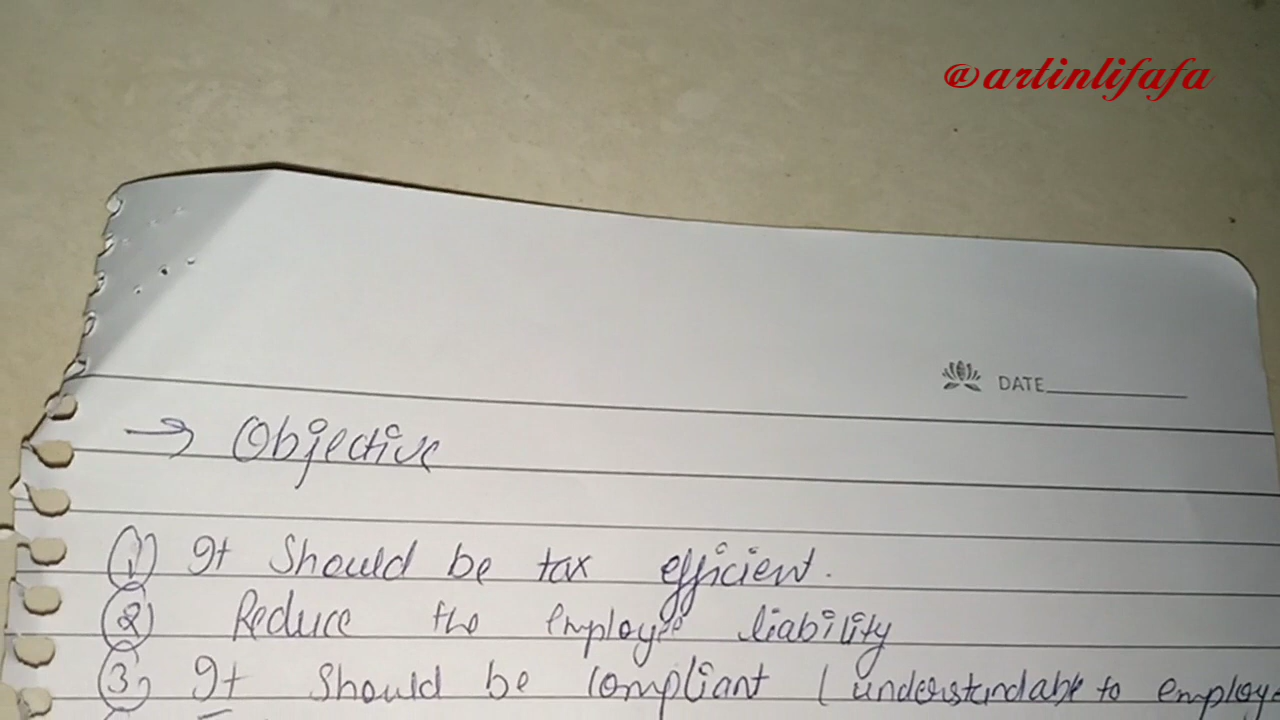 @artinlifafa
DATE
→ Objective
1) It should be tax efficient.
2) Reduce the employee liability
3) It should be compliant ( understandable to employe